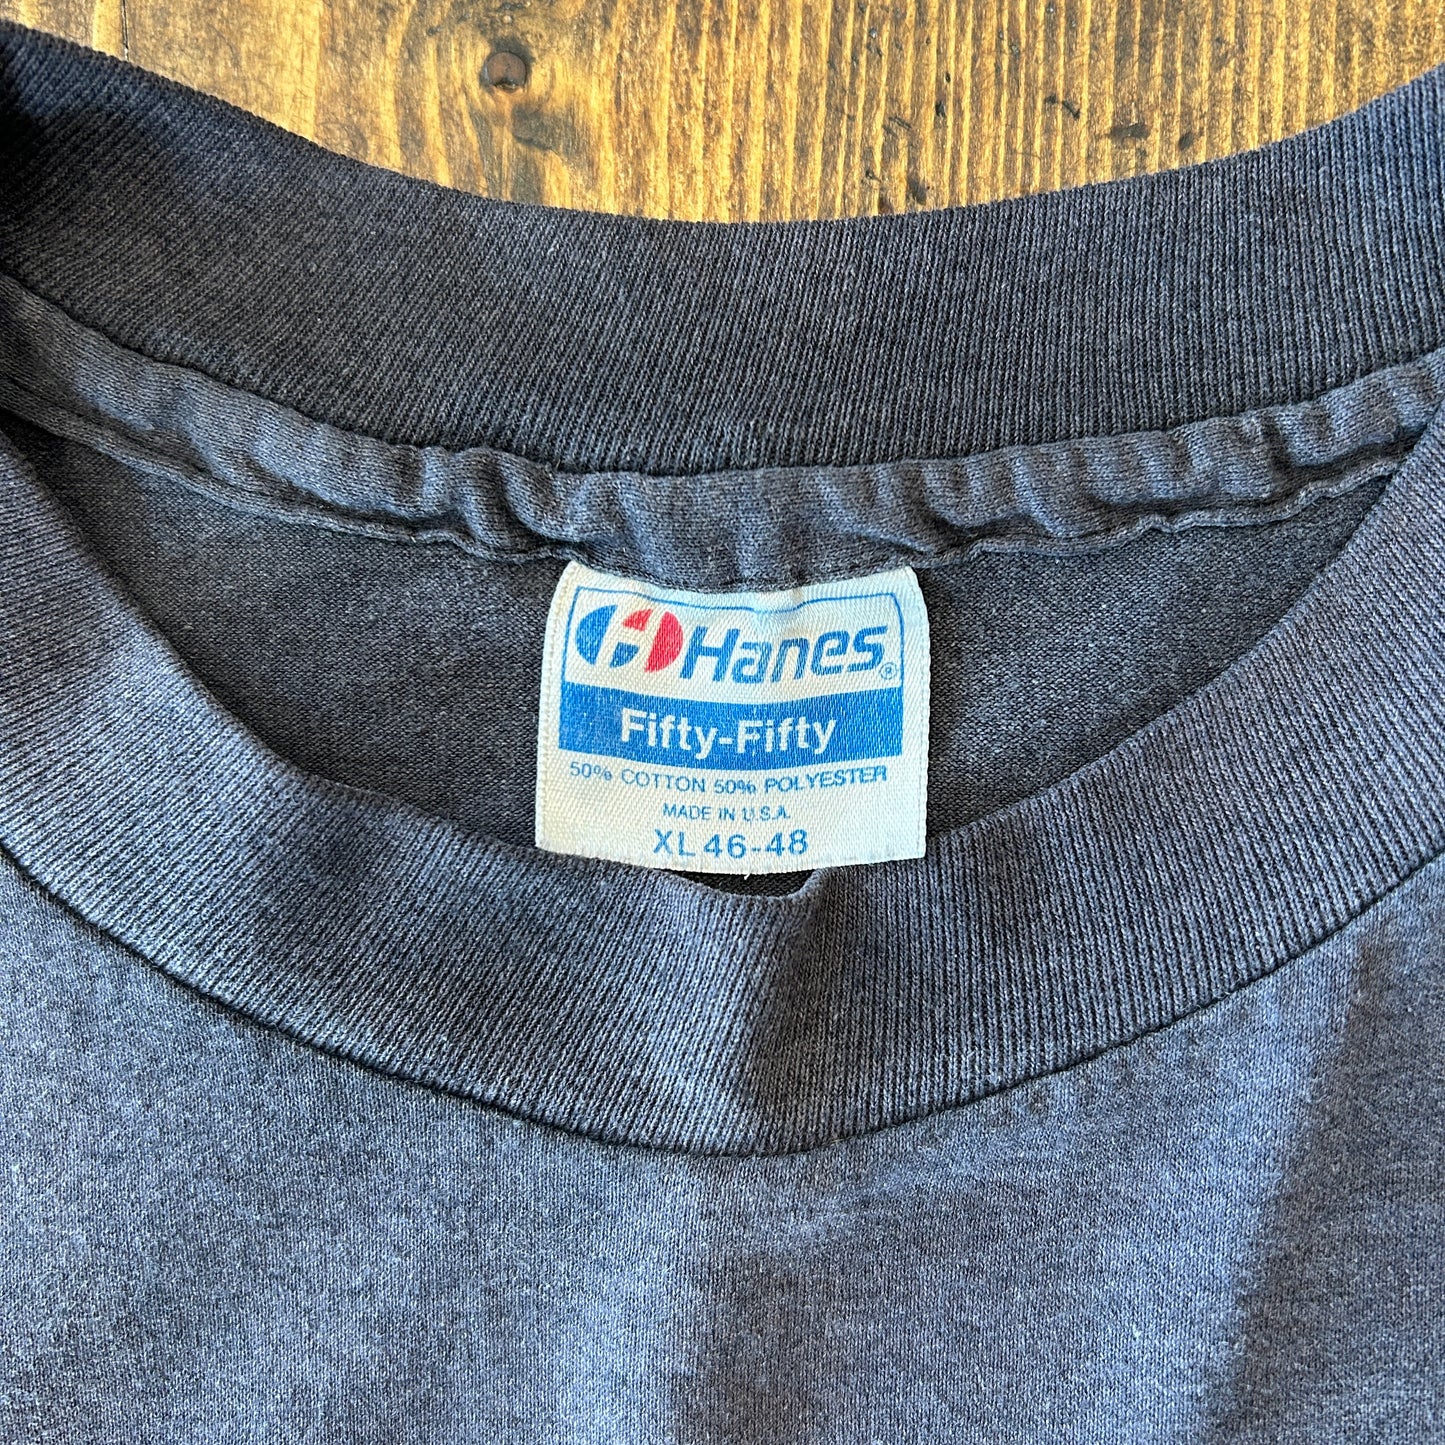 Hanes®
Fifty-Fifty
50% COTTON 50% POLYESTER
MADE IN U.S.A.
XL 46-48